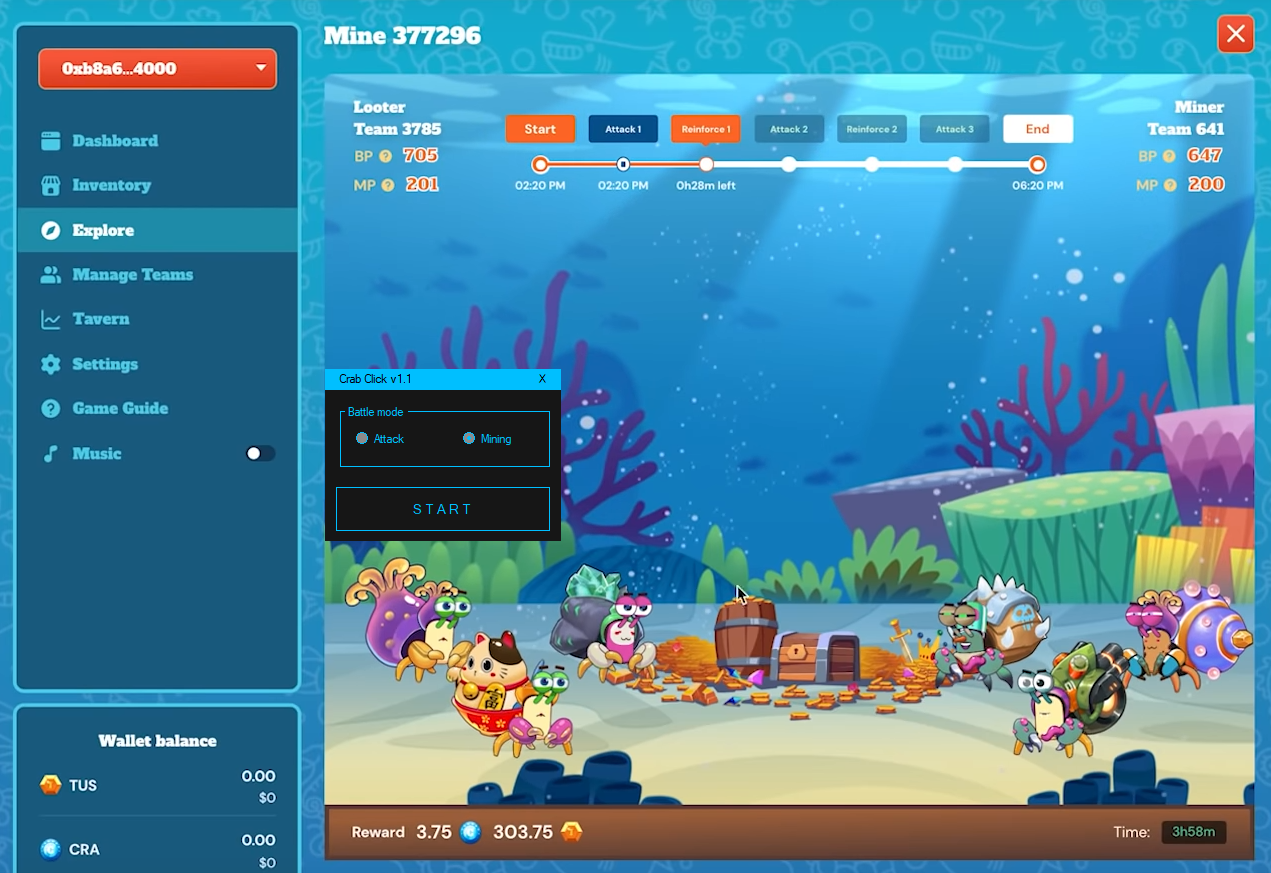 0xb8a6...4000
Dashboard
Inventory
Explore
Manage Teams
Tavern
Settings
Game Guide
Music
Wallet balance
TUS 0.00
$0
CRA 0.00
$0
Mine 377296
Looter
Team 3785
BP ? 705
MP ? 201
Start Attack 1 Reinforce 1 Attack 2 Reinforce 2 Attack 3 End
02:20 PM 02:20 PM 0h28m left 06:20 PM
Miner
Team 641
BP ? 647
MP ? 200
Crab Click v1.1 X
Battle mode
Attack Mining
START
富
Reward 3.75 303.75
Time: 3h58m